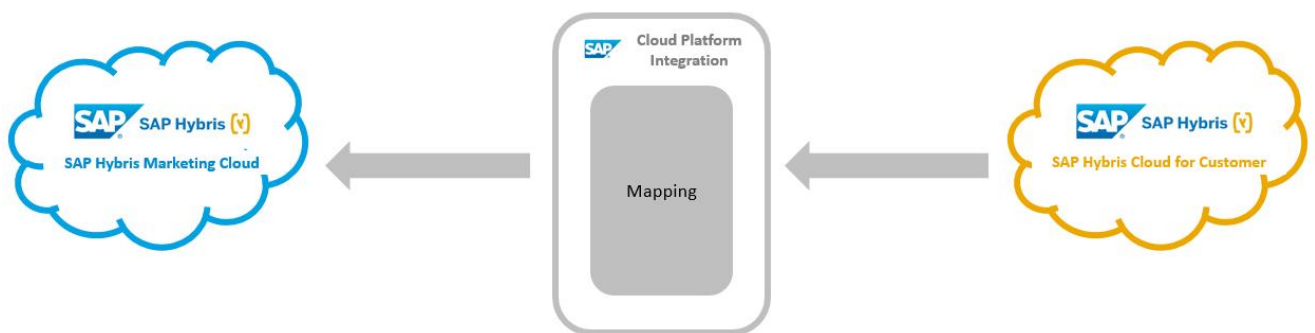 SAP SAP Hybris
SAP Hybris Marketing Cloud
SAP Cloud Platform
Integration
Mapping
SAP SAP Hybris
SAP Hybris Cloud for Customer